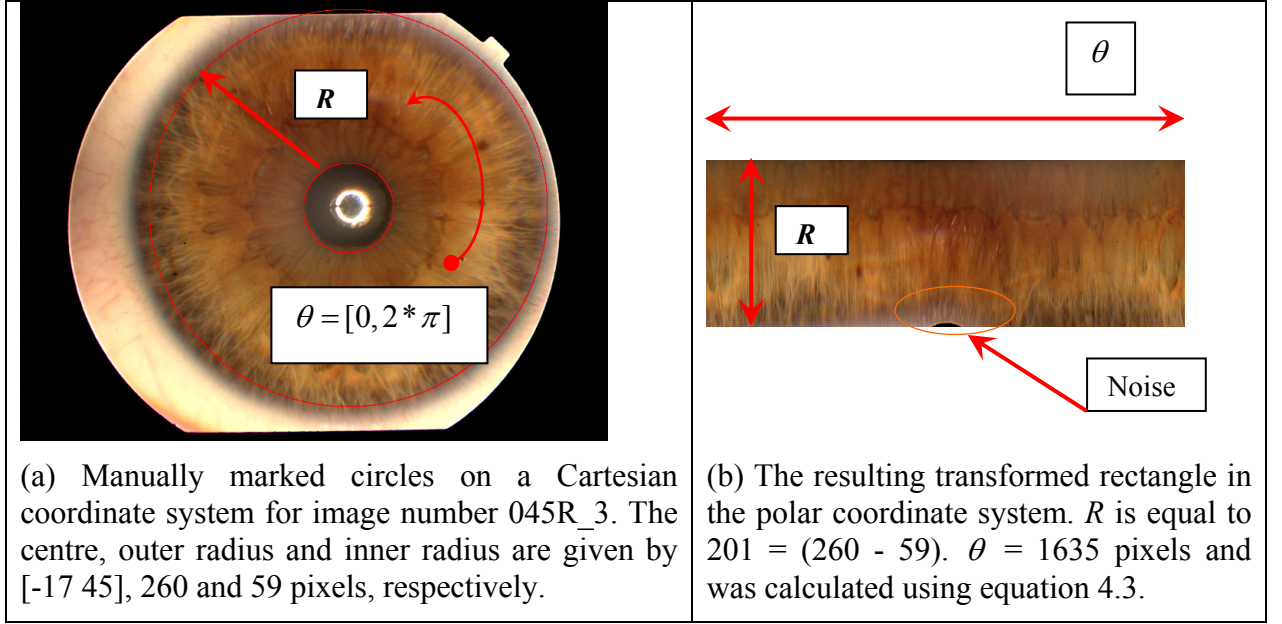 R
θ = [0, 2* π]
(a) Manually marked circles on a Cartesian
coordinate system for image number 045R_3. The
centre, outer radius and inner radius are given by
[-17 45], 260 and 59 pixels, respectively.
θ
R
Noise
(b) The resulting transformed rectangle in
the polar coordinate system. R is equal to
201 = (260 - 59). θ = 1635 pixels and
was calculated using equation 4.3.